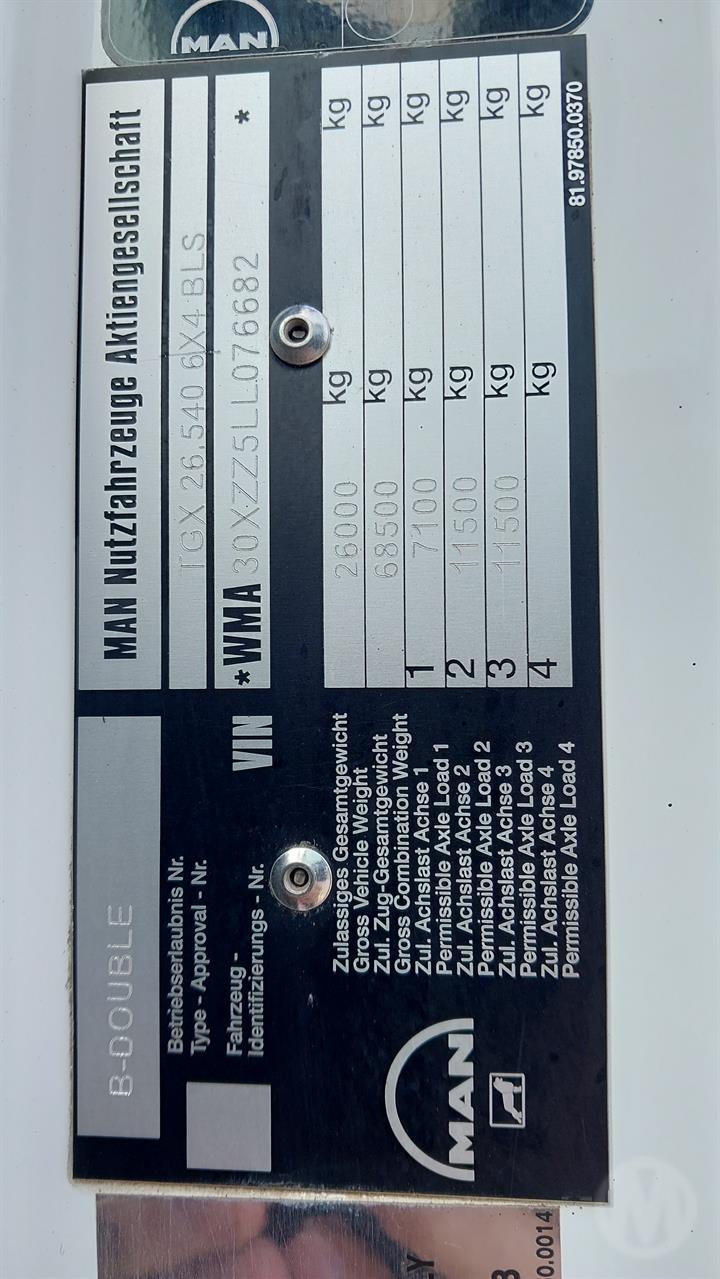 MAN
B-DOUBLE
MAN Nutzfahrzeuge Aktiengesellschaft
Betriebserlaubnis Nr.
Type - Approval - Nr.
TGX 26.540 6X4 BLS
Fahrzeug -
Identifizierungs - Nr.
VIN
*WMA 30XZZ5LL076682 *
Zulassiges Gesamtgewicht
Gross Vehicle Weight
26000 kg kg
Zul. Zug-Gesamtgewicht
Gross Combination Weight
68500 kg kg
Zul. Achslast Achse 1
Permissible Axle Load 1
1 7100 kg kg
Zul. Achslast Achse 2
Permissible Axle Load 2
2 11500 kg kg
Zul. Achslast Achse 3
Permissible Axle Load 3
3 11500 kg kg
Zul. Achslast Achse 4
Permissible Axle Load 4
4 kg kg
MAN
81.97850.0370
0.0014
M